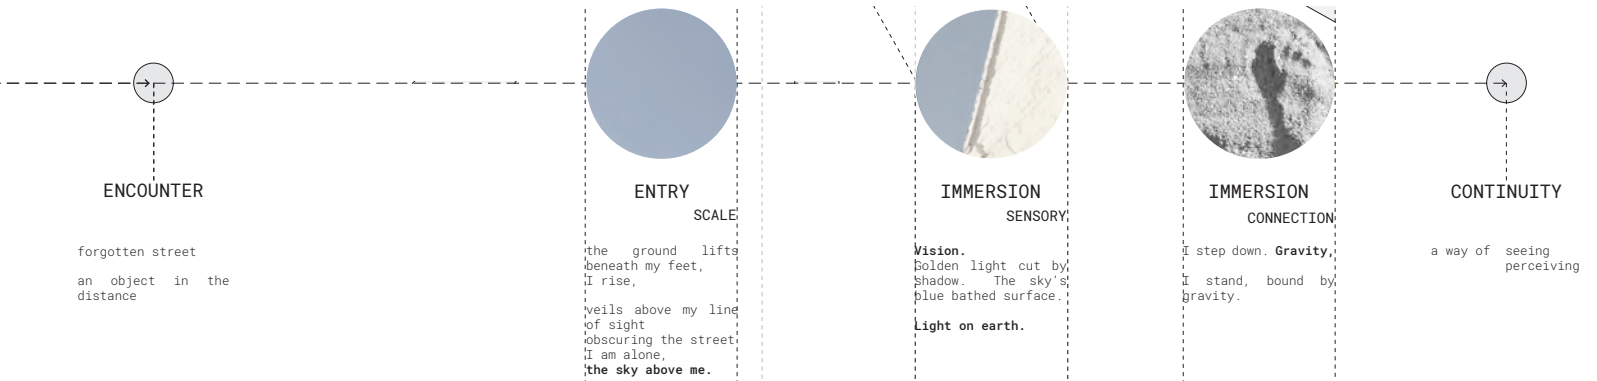 ENCOUNTER
forgotten street
an object in the
distance
ENTRY
SCALE
the ground lifts
beneath my feet,
I rise,
veils above my line
of sight
obscuring the street
I am alone,
the sky above me.
IMMERSION
SENSORY
Vision.
Golden light cut by
shadow. The sky's
blue bathed surface.
Light on earth.
IMMERSION
CONNECTION
I step down. Gravity,
I stand, bound by
gravity.
CONTINUITY
a way of seeing
perceiving